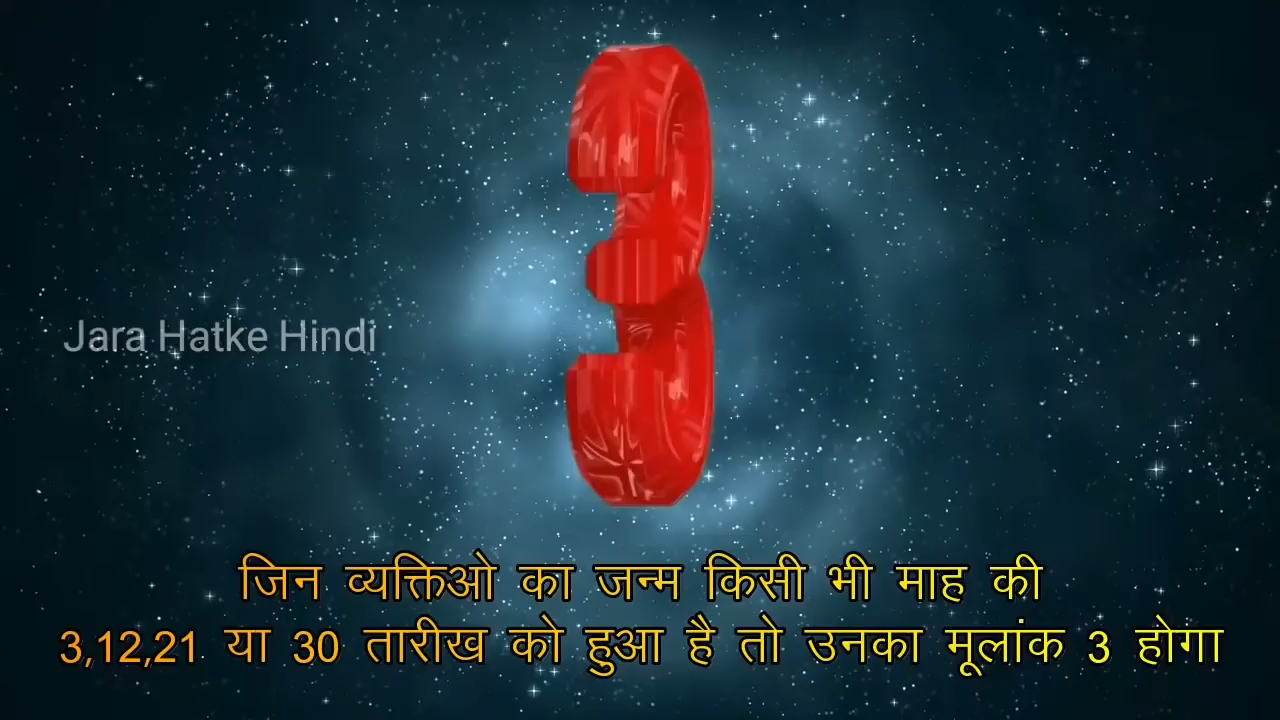 3
Jara Hatke Hindi
जिन व्यक्तिओ का जन्म किसी भी माह की
3,12,21 या 30 तारीख को हुआ है तो उनका मूलांक 3 होगा